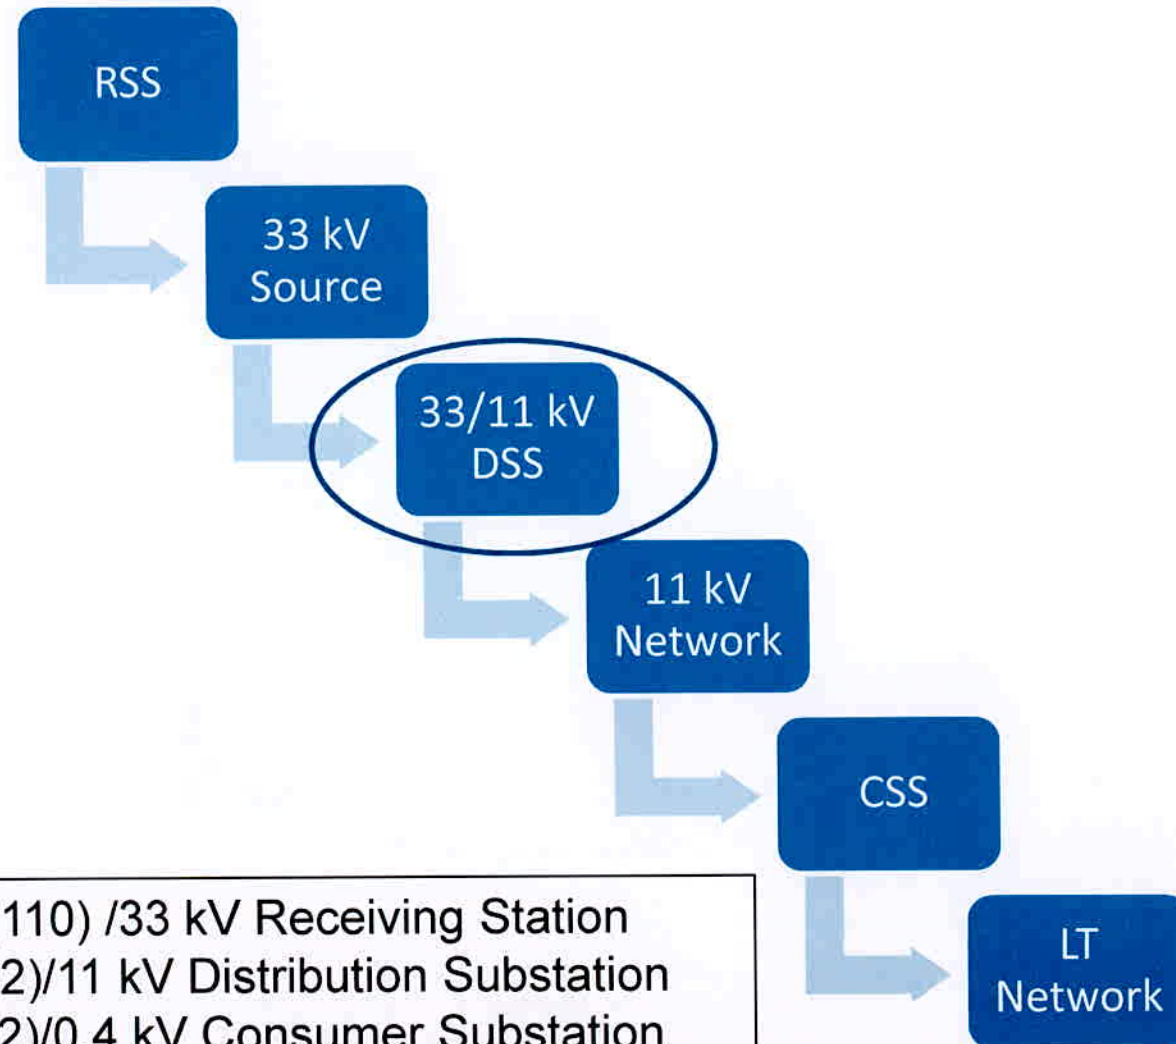 RSS
33 kV
Source
33/11 kV
DSS
11 kV
Network
CSS
LT
Network
110) /33 kV Receiving Station
2)/11 kV Distribution Substation
2)/0.4 kV Consumer Substation